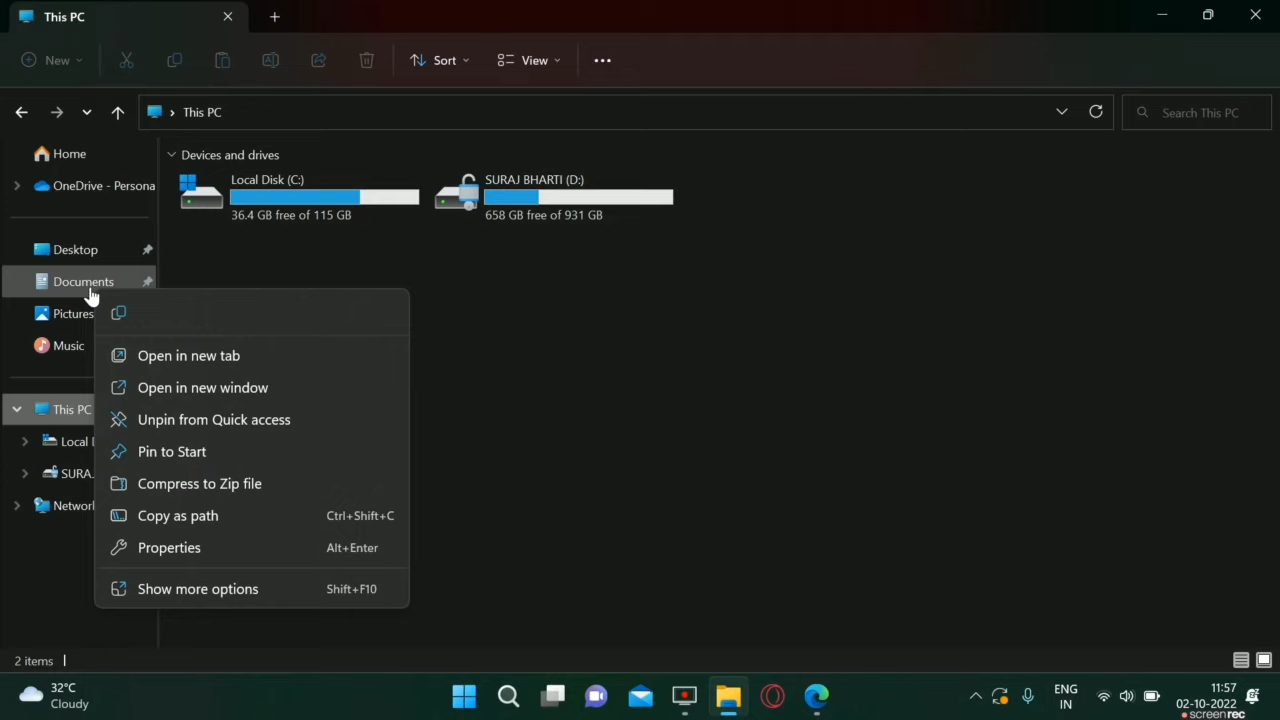 This PC
New
Sort
View
This PC
Search This PC
Home
OneDrive - Persona
Desktop
Documents
Pictures
Music
This PC
Local
SURA
Networ
Devices and drives
Local Disk (C:)
36.4 GB free of 115 GB
SURAJ BHARTI (D:)
658 GB free of 931 GB
Open in new tab
Open in new window
Unpin from Quick access
Pin to Start
Compress to Zip file
Copy as path Ctrl+Shift+C
Properties Alt+Enter
Show more options Shift+F10
2 items
32°C
Cloudy
ENG
IN
11:57
02-10-2022
screenrec